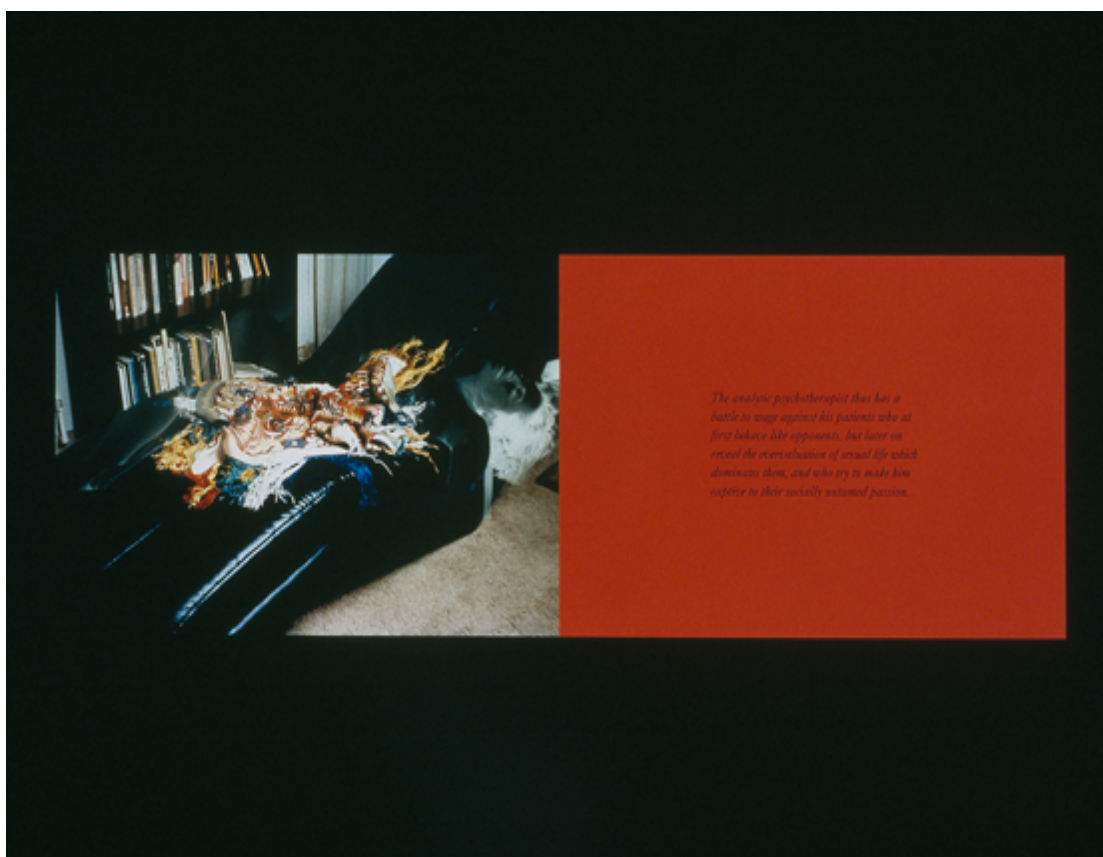 The analytic psychotherapist thus has a
battle to wage against his patients who at
first behave like opponents, but later on
reveal the overvaluation of sexual life which
dominates them, and who try to make him
captive to their socially untamed passion.